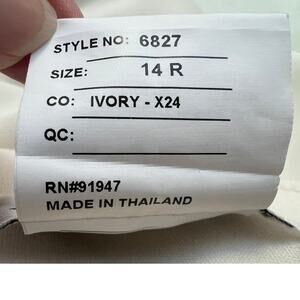 STYLE NO: 6827
SIZE: 14 R
CO: IVORY - X24
QC:
RN#91947
MADE IN THAILAND